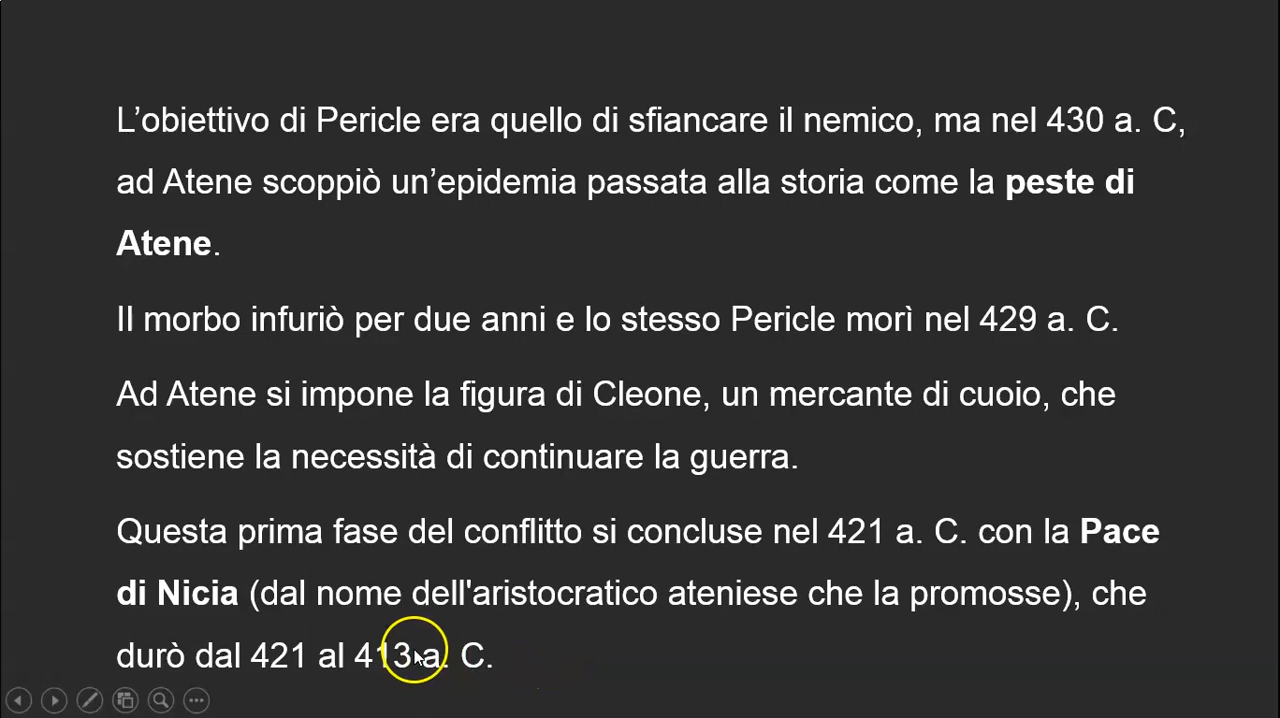 L’obiettivo di Pericle era quello di sfiancare il nemico, ma nel 430 a. C,
ad Atene scoppiò un’epidemia passata alla storia come la peste di
Atene.
Il morbo infuriò per due anni e lo stesso Pericle morì nel 429 a. C.
Ad Atene si impone la figura di Cleone, un mercante di cuoio, che
sostiene la necessità di continuare la guerra.
Questa prima fase del conflitto si concluse nel 421 a. C. con la Pace
di Nicia (dal nome dell'aristocratico ateniese che la promosse), che
durò dal 421 al 413 a. C.